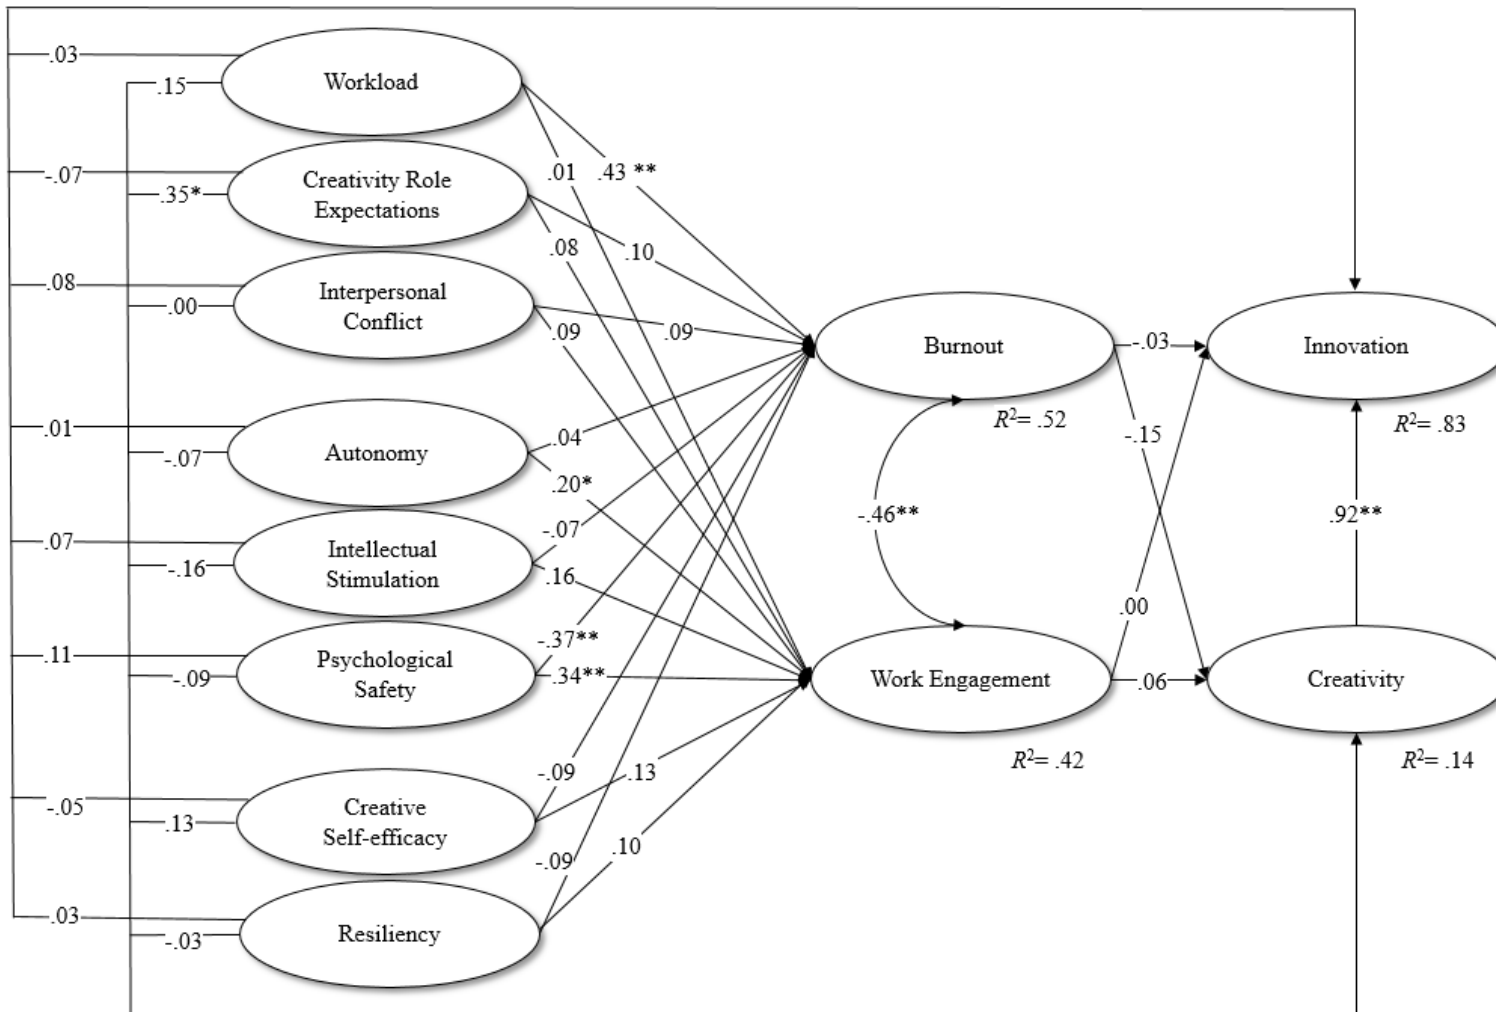 .03
Workload
.15
-.07
.01
.43 **
Creativity Role
Expectations
.35*
.08
.10
.08
Interpersonal
Conflict
.00
.09
.09
Burnout
-.03
Innovation
R²= .52
R²= .83
.01
Autonomy
-.07
.04
-.15
.20*
-.46**
.92**
.07
-.07
Intellectual
Stimulation
-.16
.16
.00
.11
-.37**
Psychological
Safety
-.09
.34**
Work Engagement
.06
Creativity
R²= .42
R²= .14
-.05
-.09
.13
Creative
Self-efficacy
.13
.10
-.09
.03
Resiliency
-.03